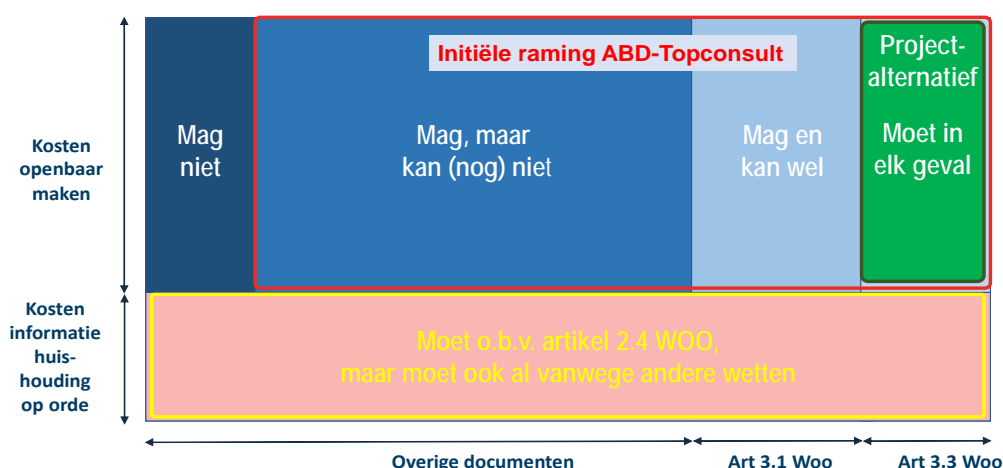 Initiële raming ABD-Topconsult
Project-
alternatief
Moet in
elk geval
Mag
niet
Mag, maar
kan (nog) niet
Mag en
kan wel
Kosten
openbaar
maken
Kosten
informatie
huis-
houding
op orde
Moet o.b.v. artikel 2.4 WOO,
maar moet ook al vanwege andere wetten
Overige documenten
Art 3.1 Woo
Art 3.3 Woo